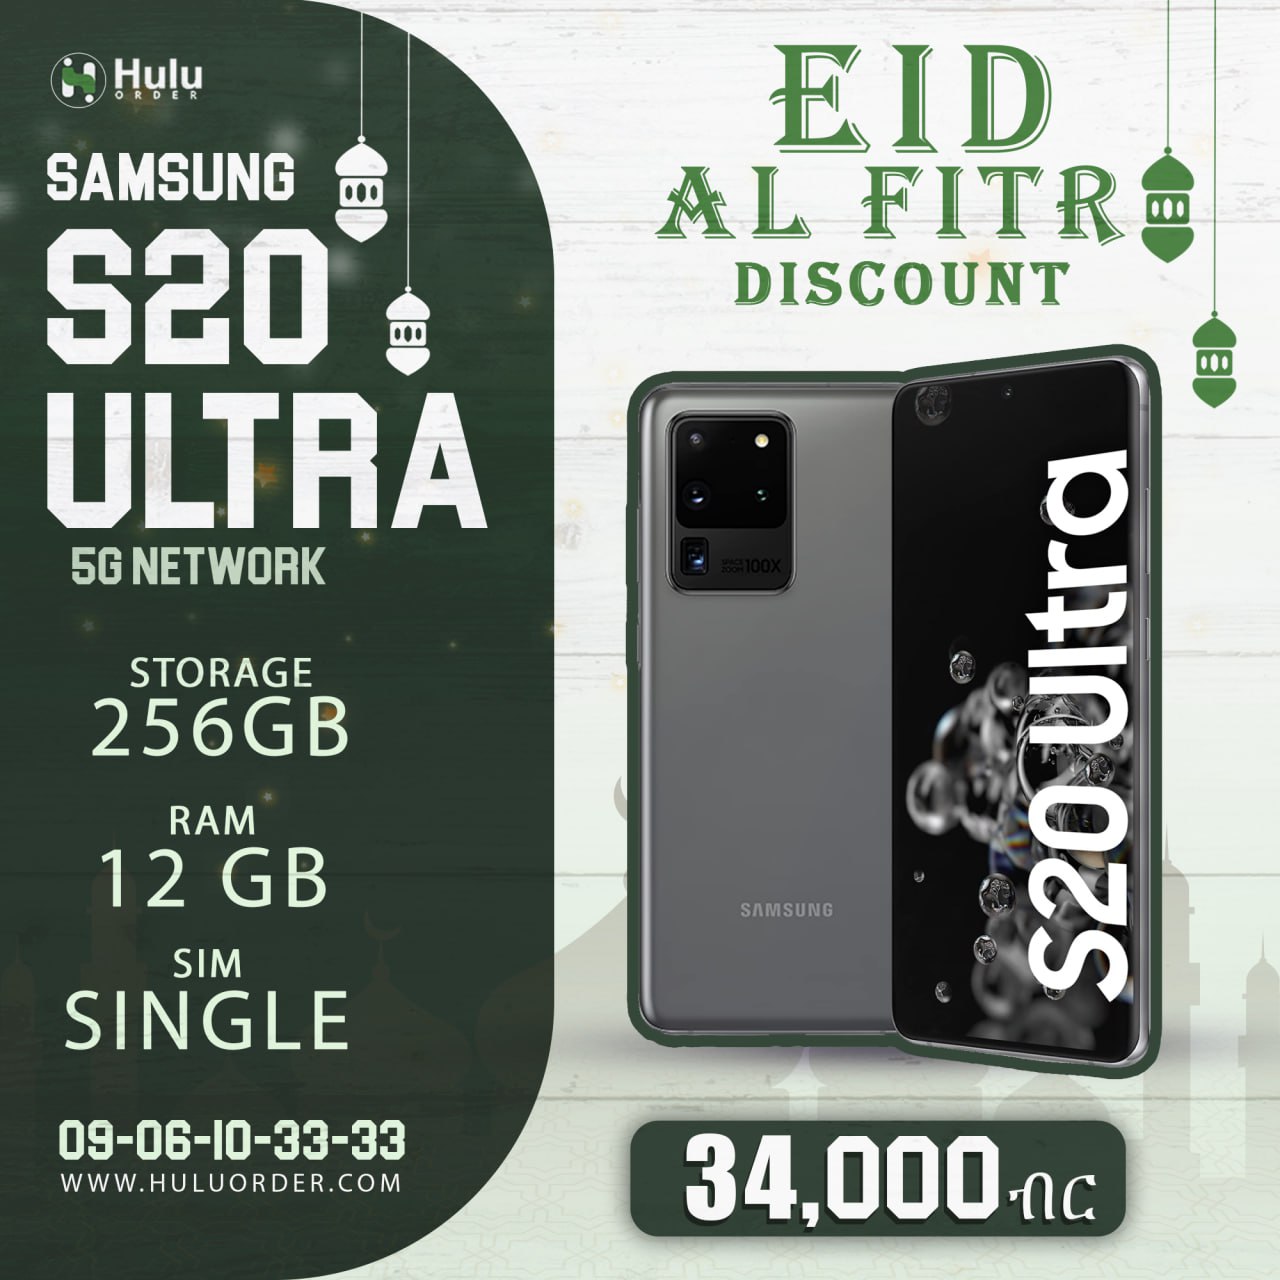 Hulu
ORDER
SAMSUNG
S20
ULTRA
5G NETWORK
STORAGE
256GB
RAM
12 GB
SIM
SINGLE
09-06-10-33-33
WWW.HULUORDER.COM
EID
AL FITR
DISCOUNT
SPACE
ZOOM 100X
SAMSUNG
S20 Ultra
34,000 ብር